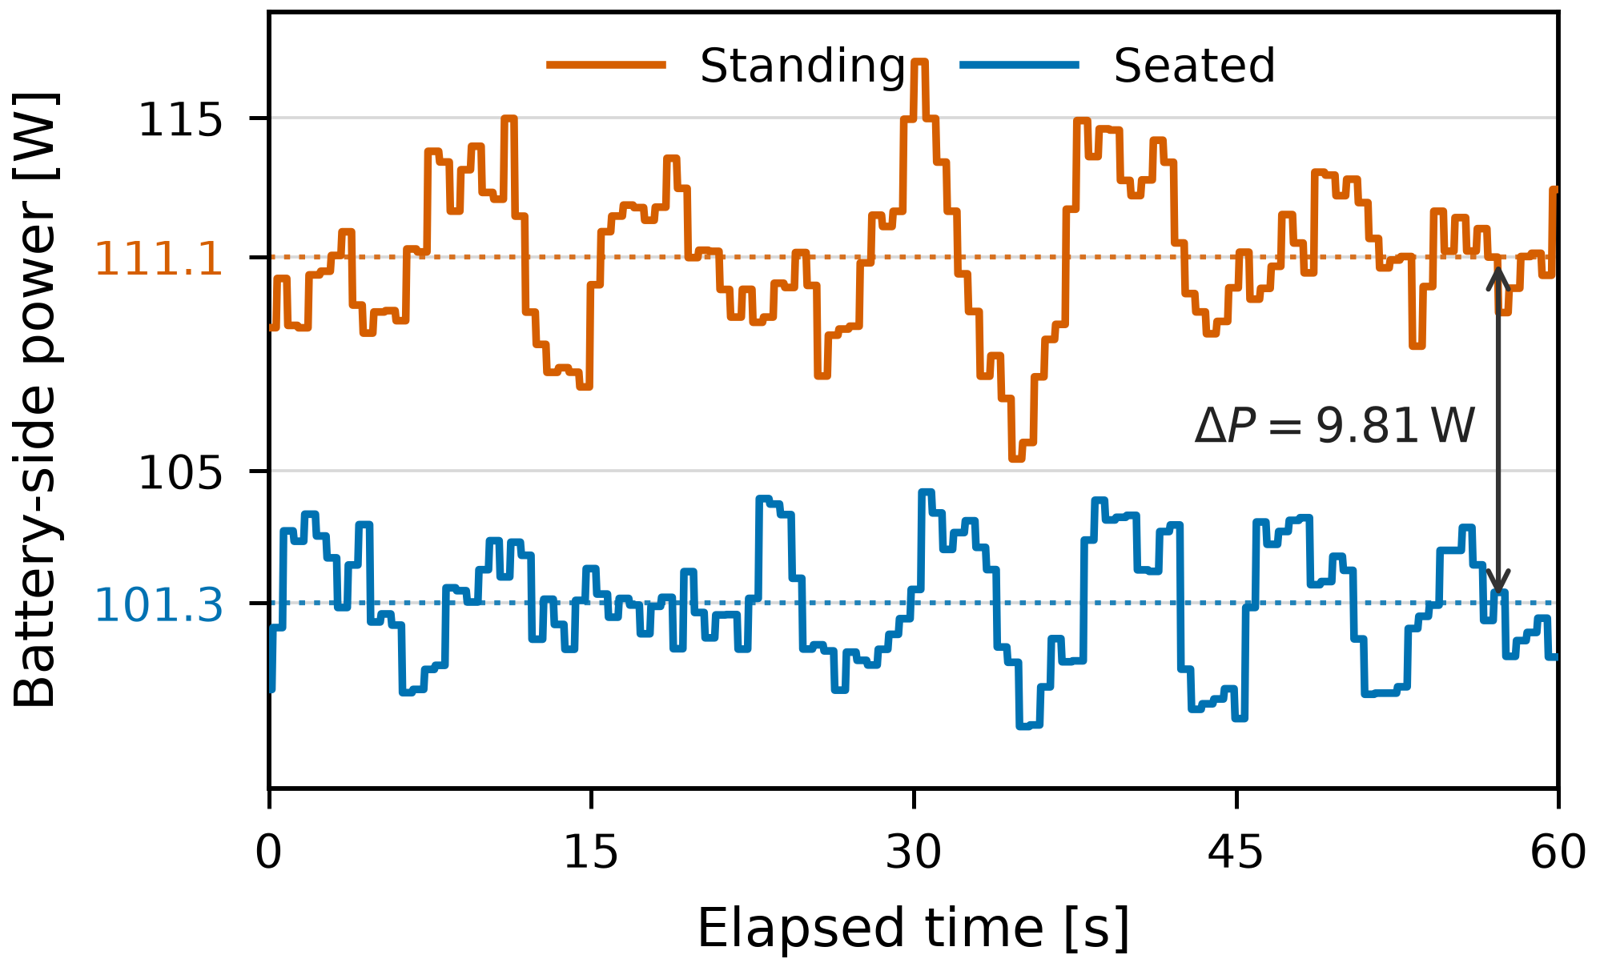 Standing Seated
Battery-side power [W]
115
111.1
105
101.3
ΔP = 9.81 W
0 15 30 45 60
Elapsed time [s]